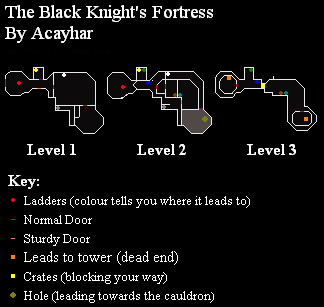 The Black Knight's Fortress
By Acayhar
Level 1 Level 2 Level 3
Key:
Ladders (colour tells you where it leads to)
Normal Door
Sturdy Door
Leads to tower (dead end)
Crates (blocking your way)
Hole (leading towards the cauldron)